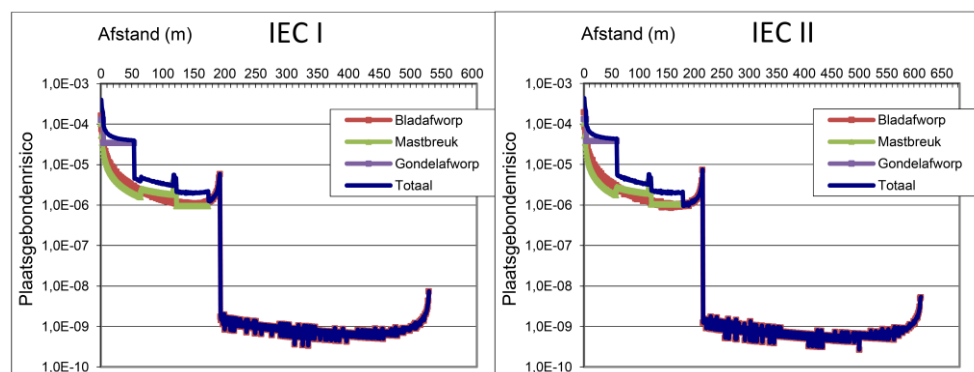 Afstand (m) IEC I
0 50 100 150 200 250 300 350 400 450 500 550 600
1,0E-03
1,0E-04
1,0E-05
1,0E-06
1,0E-07
1,0E-08
1,0E-09
1,0E-10
Plaatsgebondenrisico
Bladafworp
Mastbreuk
Gondelafworp
Totaal
Afstand (m) IEC II
0 50 100 150 200 250 300 350 400 450 500 550 600 650
1,0E-03
1,0E-04
1,0E-05
1,0E-06
1,0E-07
1,0E-08
1,0E-09
1,0E-10
Plaatsgebondenrisico
Bladafworp
Mastbreuk
Gondelafworp
Totaal